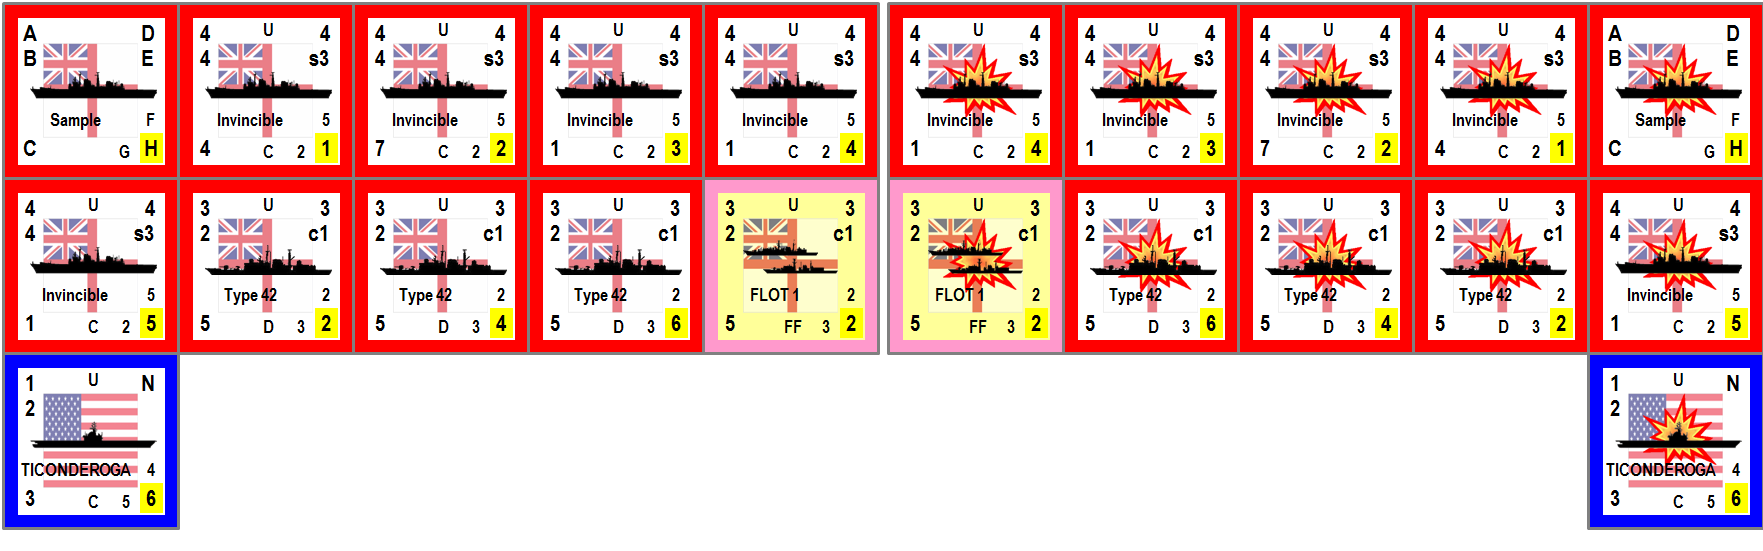 A D U 4 4 U 4 4 U 4 4 U 4 4 U 4 4 U 4 4 U 4 4 U 4 4 A D
B E 4 s3 4 s3 4 s3 4 s3 4 s3 4 s3 4 s3 4 s3 B E
Sample F Invincible 5 Invincible 5 Invincible 5 Invincible 5 Invincible 5 Invincible 5 Invincible 5 Invincible 5 Sample F
C G H 4 C 2 1 7 C 2 2 1 C 2 3 1 C 2 4 1 C 2 4 1 C 2 3 7 C 2 2 4 C 2 1 C G H
4 U 4 3 U 3 3 U 3 3 U 3 3 U 3 3 U 3 3 U 3 3 U 3 3 U 3 4 U 4
4 s3 2 c1 2 c1 2 c1 2 c1 2 c1 2 c1 2 c1 2 c1 4 s3
Invincible 5 Type 42 2 Type 42 2 Type 42 2 FLOT 1 2 FLOT 1 2 Type 42 2 Type 42 2 Type 42 2 Invincible 5
1 C 2 5 5 D 3 2 5 D 3 4 5 D 3 6 5 FF 3 2 5 FF 3 2 5 D 3 6 5 D 3 4 5 D 3 2 1 C 2 5
1 U N 1 U N
2 2
TICONDEROGA 4 TICONDEROGA 4
3 C 5 6 3 C 5 6